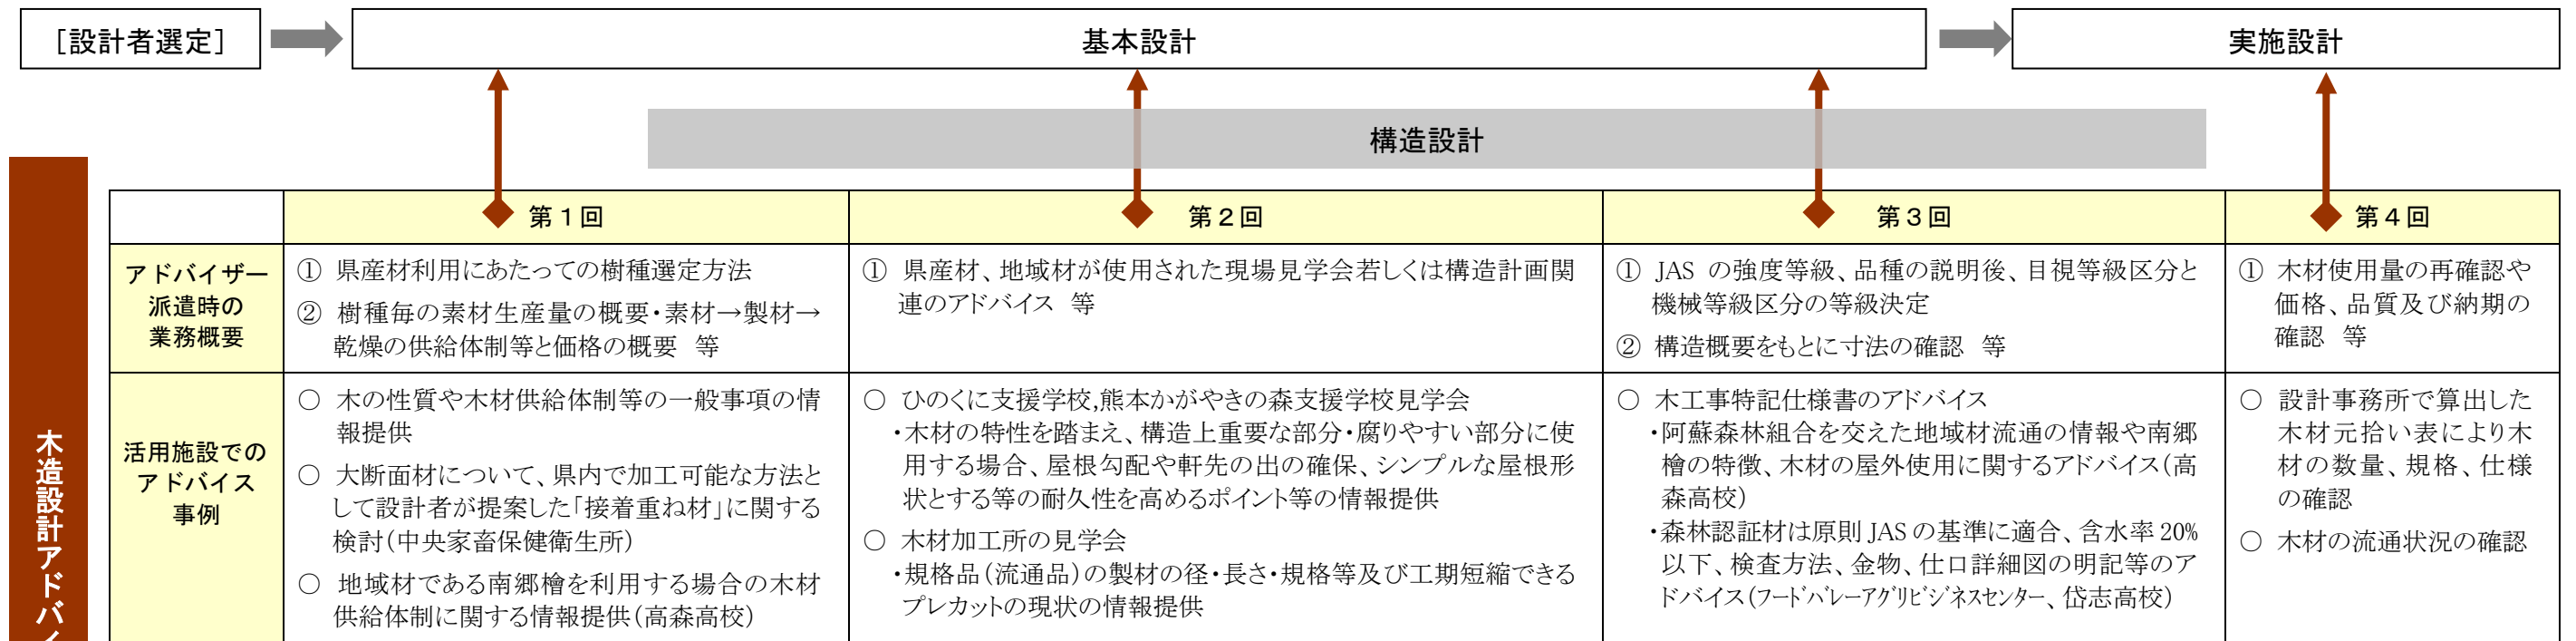 ［設計者選定］
基本設計
実施設計
構造設計
木造設計アドバイ
第１回
第２回
第３回
第４回
アドバイザー
派遣時の
業務概要
① 県産材利用にあたっての樹種選定方法
② 樹種毎の素材生産量の概要・素材→製材→
乾燥の供給体制等と価格の概要　等
① 県産材、地域材が使用された現場見学会若しくは構造計画関
連のアドバイス　等
① JAS の強度等級、品種の説明後、目視等級区分と
機械等級区分の等級決定
② 構造概要をもとに寸法の確認　等
① 木材使用量の再確認や
価格、品質及び納期の
確認　等
活用施設での
アドバイス
事例
○ 木の性質や木材供給体制等の一般事項の情
報提供
○ 大断面材について、県内で加工可能な方法と
して設計者が提案した「接着重ね材」に関する
検討（中央家畜保健衛生所）
○ 地域材である南郷檜を利用する場合の木材
供給体制に関する情報提供（高森高校）
○ ひのくに支援学校,熊本かがやきの森支援学校見学会
・木材の特性を踏まえ、構造上重要な部分・腐りやすい部分に使
用する場合、屋根勾配や軒先の出の確保、シンプルな屋根形
状とする等の耐久性を高めるポイント等の情報提供
○ 木材加工所の見学会
・規格品（流通品）の製材の径・長さ・規格等及び工期短縮できる
プレカットの現状の情報提供
○ 木工事特記仕様書のアドバイス
・阿蘇森林組合を交えた地域材流通の情報や南郷
檜の特徴、木材の屋外使用に関するアドバイス（高
森高校）
・森林認証材は原則 JAS の基準に適合、含水率 20%
以下、検査方法、金物、仕口詳細図の明記等のア
ドバイス（ﾌｰﾄﾞﾊﾞﾚｰｱｸﾞﾘﾋﾞｼﾞﾈｽｾﾝﾀｰ、岱志高校）
○ 設計事務所で算出した
木材元拾い表により木
材の数量、規格、仕様
の確認
○ 木材の流通状況の確認